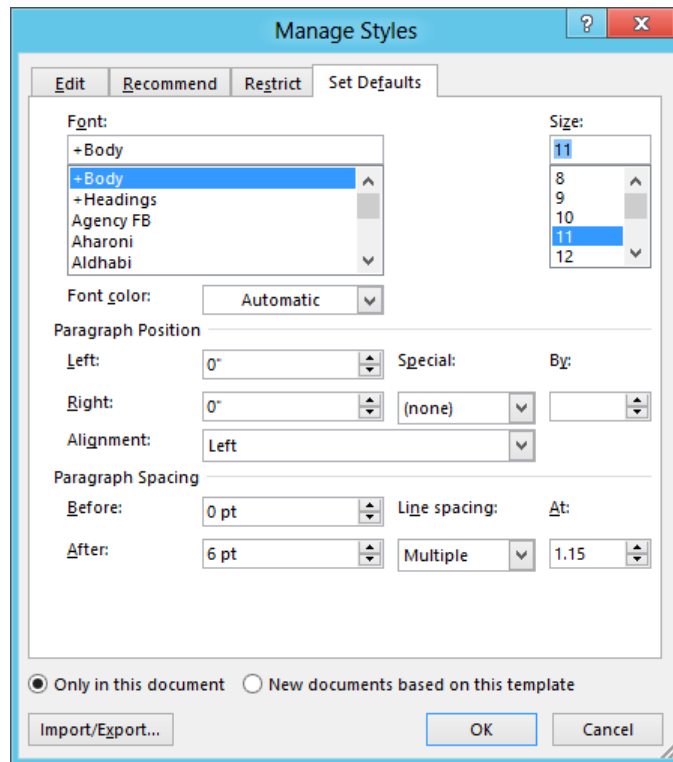 Manage Styles
?
Edit Recommend Restrict Set Defaults
Font: Size:
+Body 11
+Body 8
+Headings 9
Agency FB 10
Aharoni 11
Aldhabi 12
Font color: Automatic
Paragraph Position
Left: 0" Special: By:
Right: 0" (none)
Alignment: Left
Paragraph Spacing
Before: 0 pt Line spacing: At:
After: 6 pt Multiple 1.15
Only in this document New documents based on this template
Import/Export... OK Cancel